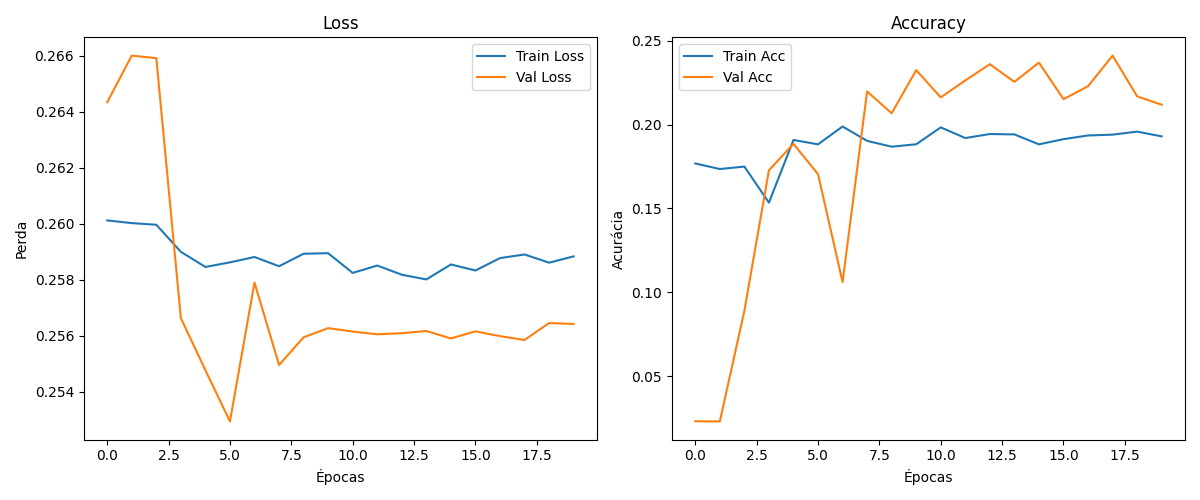 Loss
Perda
0.266
0.264
0.262
0.260
0.258
0.256
0.254
Train Loss
Val Loss
0.0 2.5 5.0 7.5 10.0 12.5 15.0 17.5
Épocas
Accuracy
Acurácia
0.25
0.20
0.15
0.10
0.05
Train Acc
Val Acc
0.0 2.5 5.0 7.5 10.0 12.5 15.0 17.5
Épocas